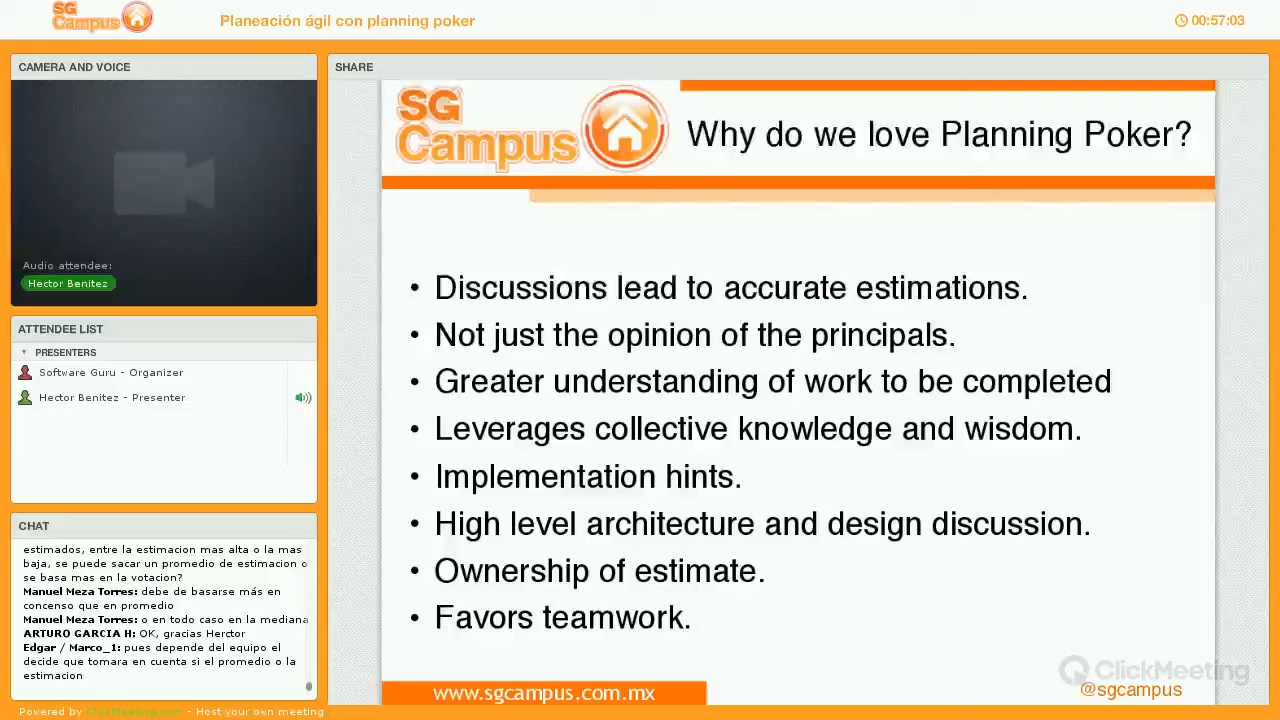 SG
Campus
Planeación ágil con planning poker
00:57:03
CAMERA AND VOICE
Audio attendee:
Hector Benitez
ATTENDEE LIST
PRESENTERS
Software Guru - Organizer
Hector Benitez - Presenter
CHAT
estimados, entre la estimacion mas alta o la mas
baja, se puede sacar un promedio de estimacion o
se basa mas en la votacion?
Manuel Meza Torres: debe de basarse más en
concenso que en promedio
Manuel Meza Torres: o en todo caso en la mediana
ARTURO GARCIA H: OK, gracias Herctor
Edgar / Marco_1: pues depende del equipo el
decide que tomara en cuenta si el promedio o la
estimacion
Powered by ClickMeeting.com - Host your own meeting
SHARE
SG
Campus
Why do we love Planning Poker?
• Discussions lead to accurate estimations.
• Not just the opinion of the principals.
• Greater understanding of work to be completed
• Leverages collective knowledge and wisdom.
• Implementation hints.
• High level architecture and design discussion.
• Ownership of estimate.
• Favors teamwork.
www.sgcampus.com.mx
ClickMeeting
@sgcampus